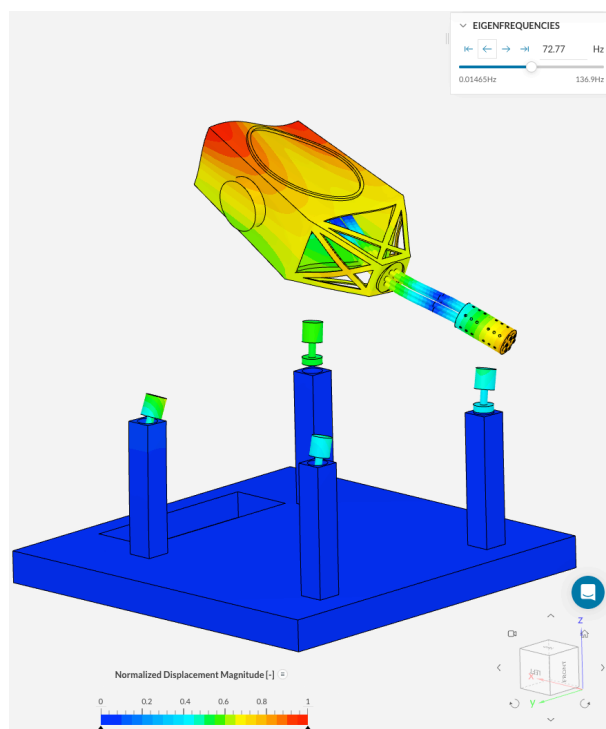 EIGENFREQUENCIES
72.77 Hz
0.01465Hz 136.9Hz
Z
X
Y
Normalized Displacement Magnitude [-]
0 0.2 0.4 0.6 0.8 1